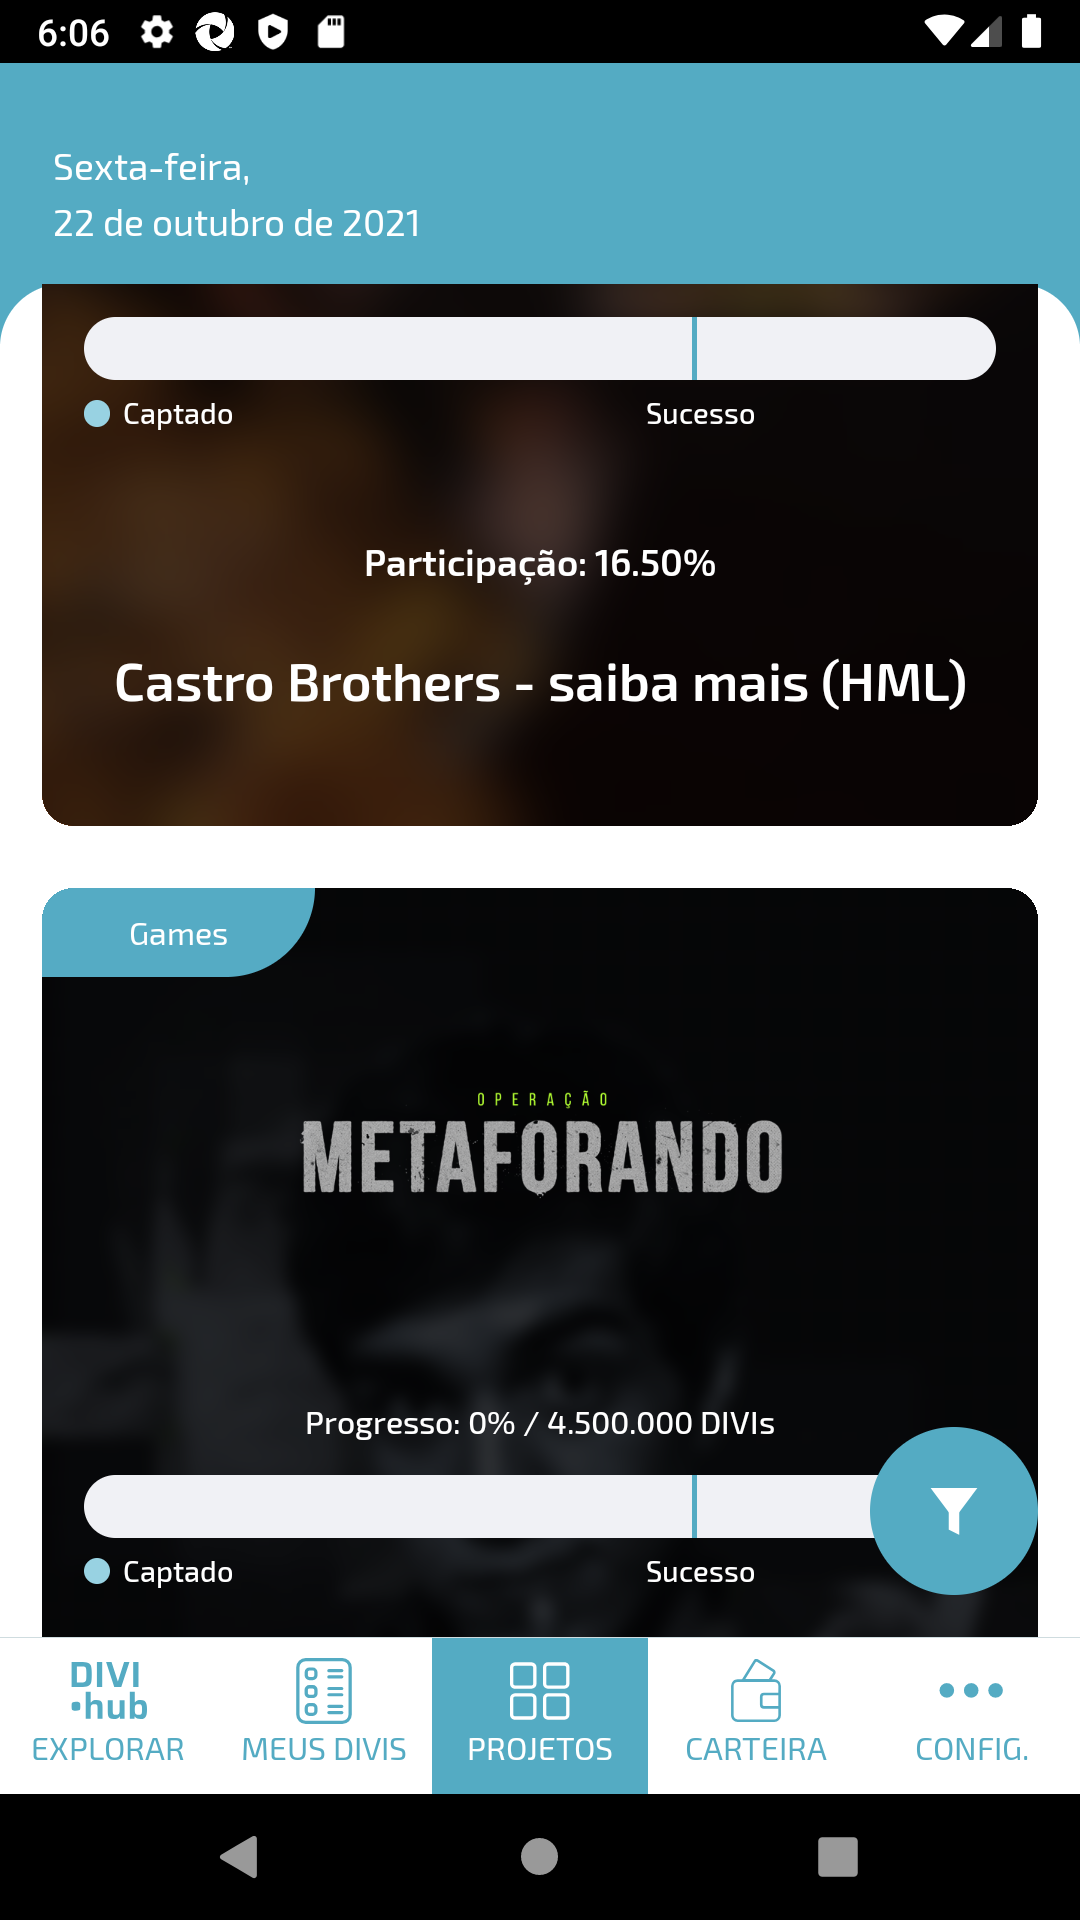 6:06
Sexta-feira,
22 de outubro de 2021
Captado
Sucesso
Participação: 16.50%
Castro Brothers - saiba mais (HML)
Games
OPERAÇÃO
METAFORANDO
Progresso: 0% / 4.500.000 DIVIs
Captado
Sucesso
DIVI
hub
EXPLORAR
MEUS DIVIS
PROJETOS
CARTEIRA
CONFIG.